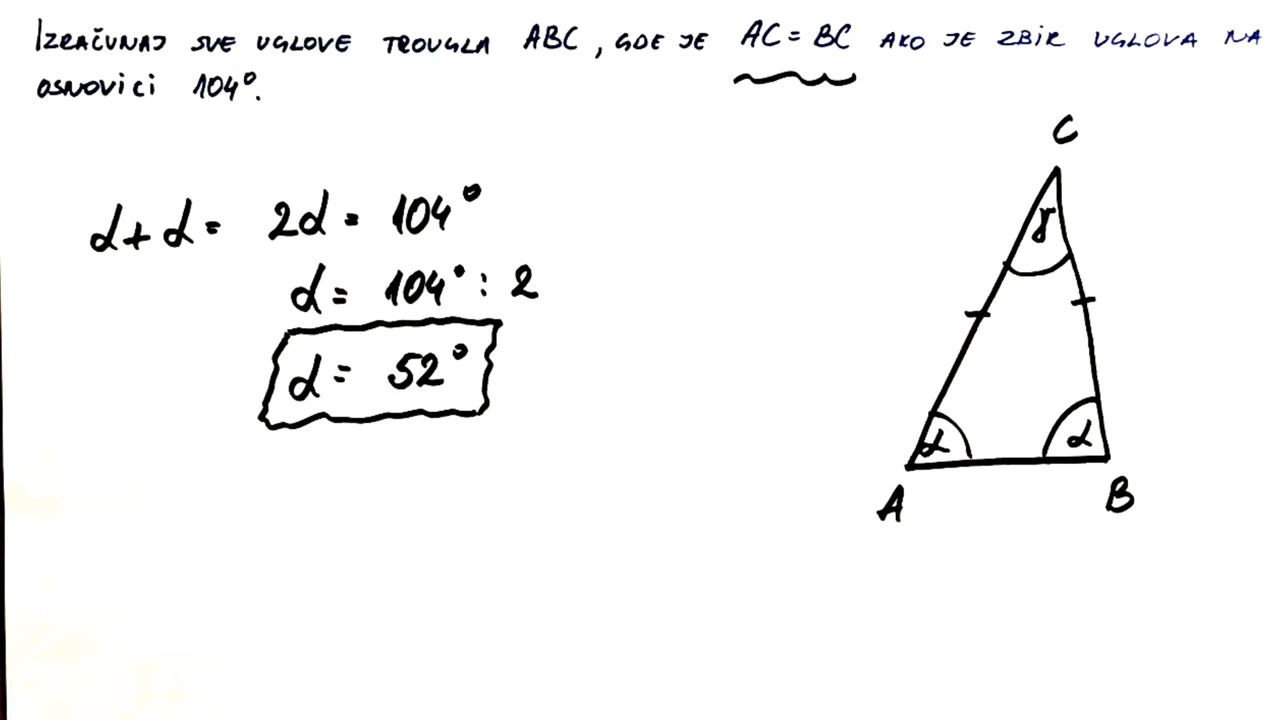 IZRAČUNAJ SVE UGLOVE TROUGLA ABC, GDE JE AC = BC AKO JE ZBIR UGLOVA NA
OSNOVICI 104°.
α + α = 2α = 104°
α = 104° : 2
α = 52°
C
γ
α α
A B